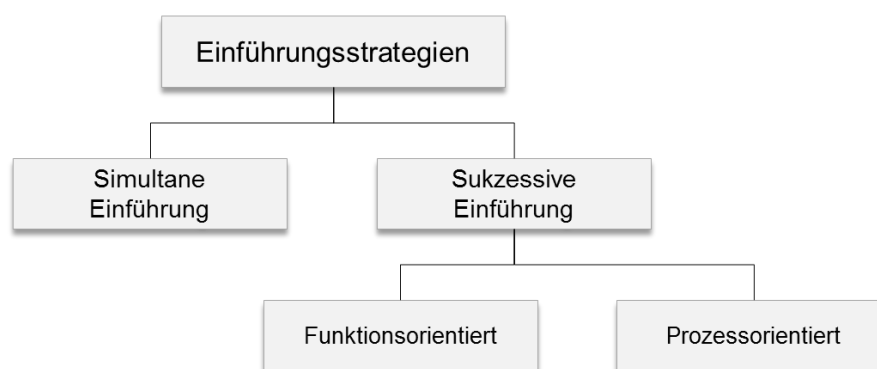 Einführungsstrategien
Simultane
Einführung
Sukzessive
Einführung
Funktionsorientiert
Prozessorientiert